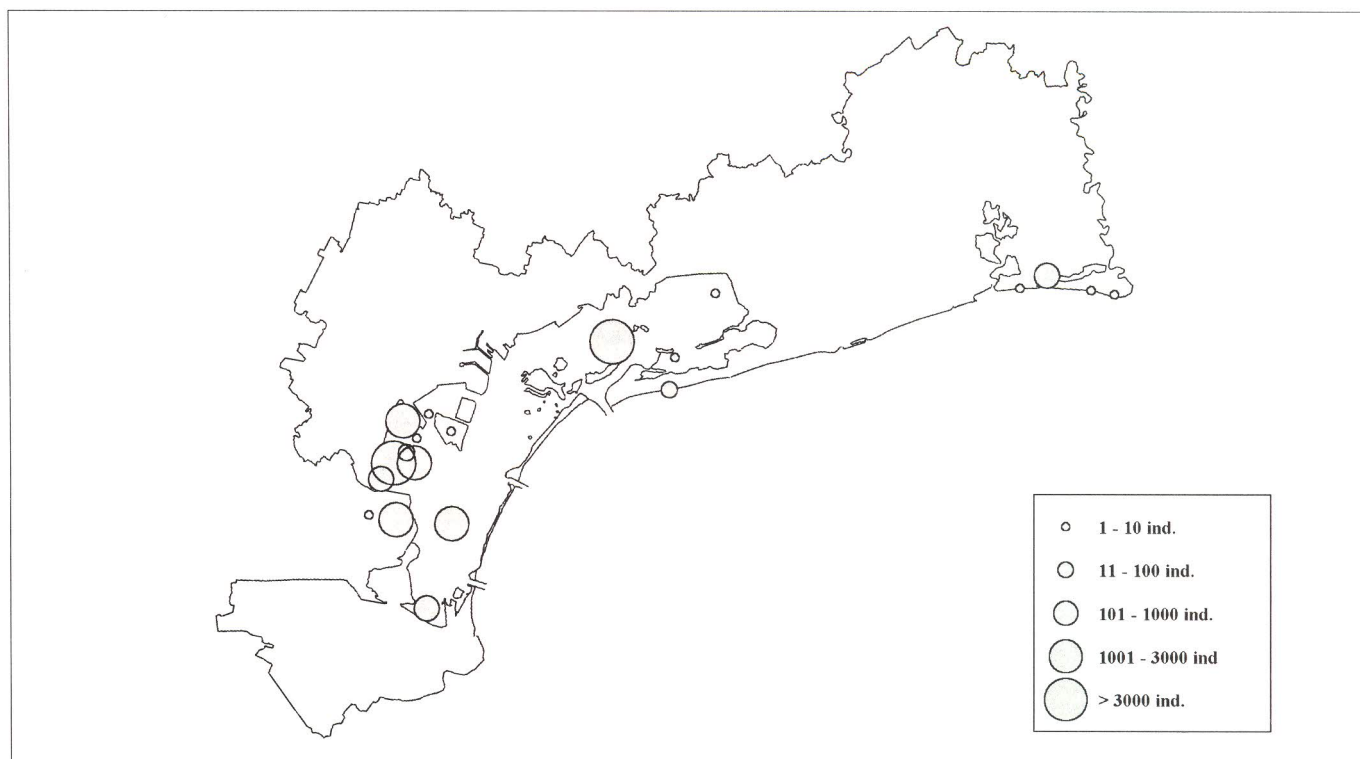 1 - 10 ind.
11 - 100 ind.
101 - 1000 ind.
1001 - 3000 ind
> 3000 ind.